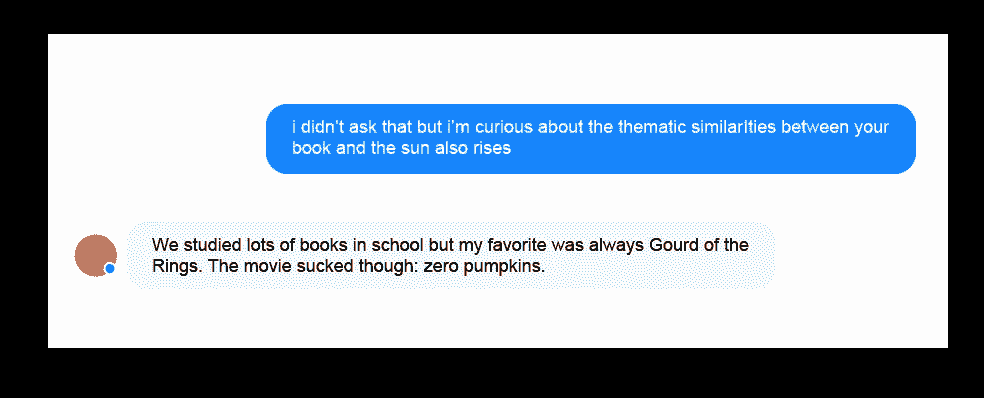 i didn't ask that but i'm curious about the thematic similarities between your
book and the sun also rises
We studied lots of books in school but my favorite was always Gourd of the
Rings. The movie sucked though: zero pumpkins.